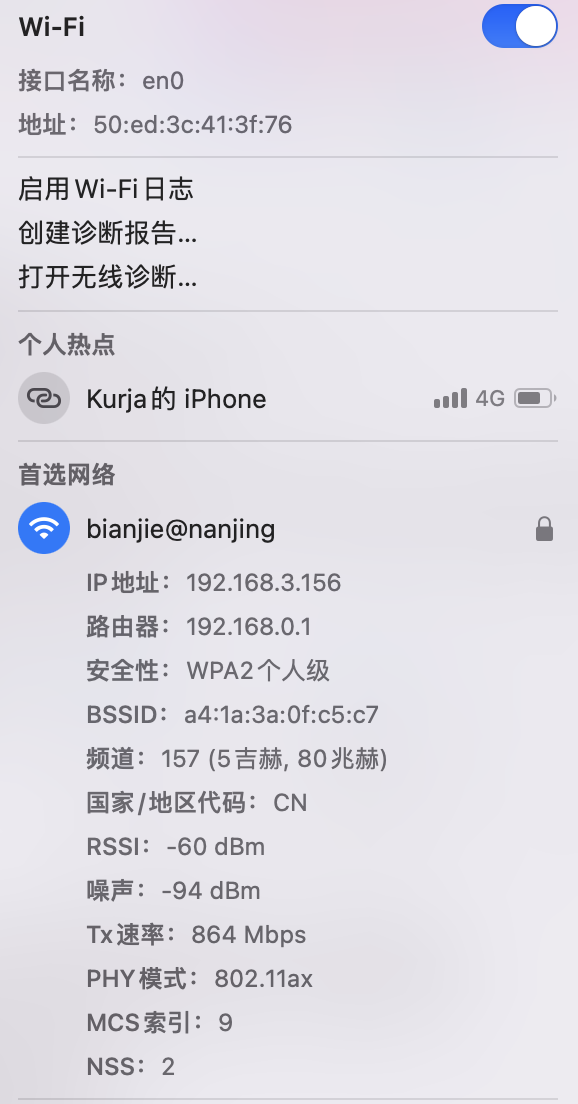 Wi-Fi
接口名称：en0
地址：50:ed:3c:41:3f:76
启用Wi-Fi日志
创建诊断报告...
打开无线诊断...
个人热点
Kurja的 iPhone 4G
首选网络
bianjie@nanjing
IP地址：192.168.3.156
路由器：192.168.0.1
安全性：WPA2个人级
BSSID：a4:1a:3a:0f:c5:c7
频道：157 (5吉赫, 80兆赫)
国家/地区代码：CN
RSSI：-60 dBm
噪声：-94 dBm
Tx速率：864 Mbps
PHY模式：802.11ax
MCS索引：9
NSS：2